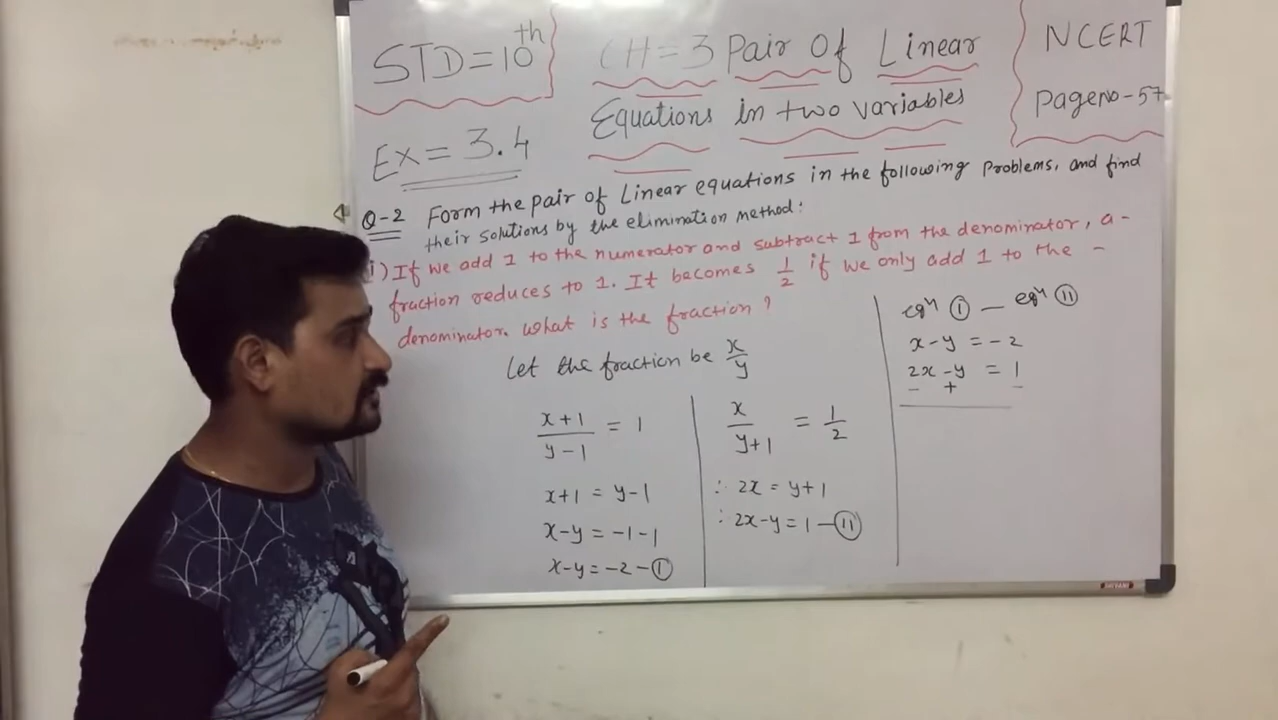 STD=10th
CH=3 Pair Of Linear
Equations in two variables
NCERT
Pageno-57
Ex= 3.4
Q-2 Form the pair of Linear equations in the following Problems, and find
their solutions by the elimination method:
i) If we add 1 to the numerator and subtract 1 from the denominator, a-
fraction reduces to 1. It becomes 1/2 if we only add 1 to the -
denominator. what is the fraction?
Let the fraction be x/y
x+1/y-1 = 1
x+1 = y-1
x-y = -1-1
x-y = -2 - Ⓘ
x/y+1 = 1/2
∴ 2x = y+1
∴ 2x-y = 1 - ⑪
eqn Ⓘ - eqn ⑪
x-y = -2
2x-y = 1
- + -